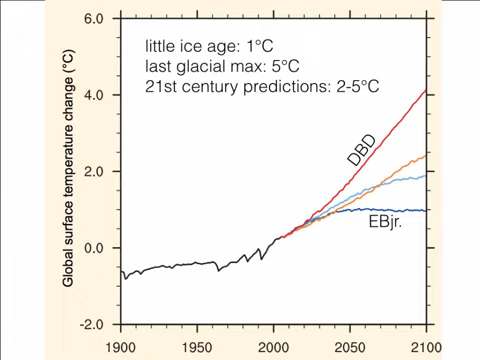 6.0
little ice age: 1°C
last glacial max: 5°C
21st century predictions: 2-5°C
4.0
DBD
2.0
EBjr.
0.0
-2.0
Global surface temperature change (°C)
1900 1950 2000 2050 2100